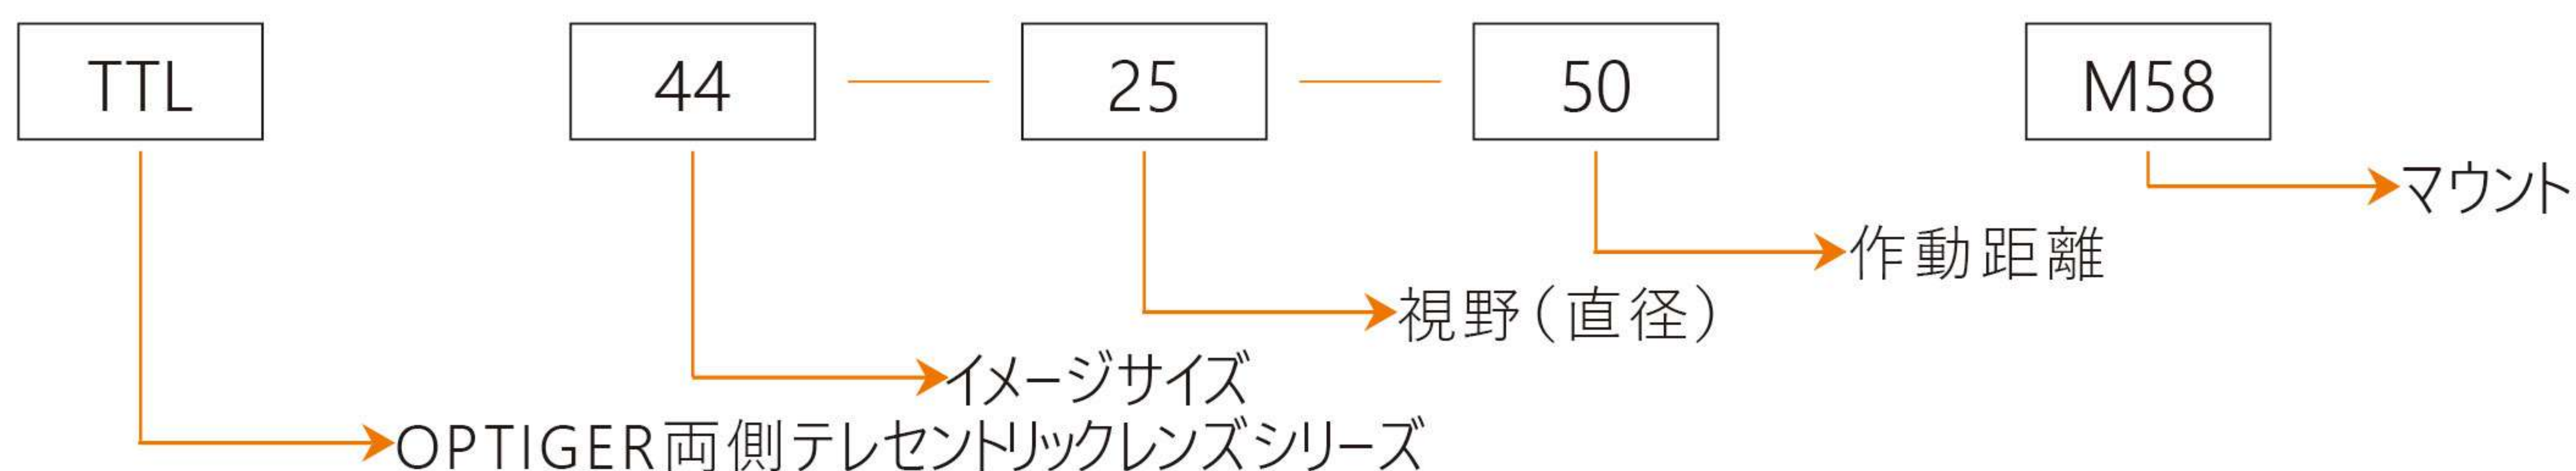 TTL 44 25 50 M58
マウント
作動距離
視野(直径)
イメージサイズ
OPTIGER両側テレセントリックレンズシリーズ